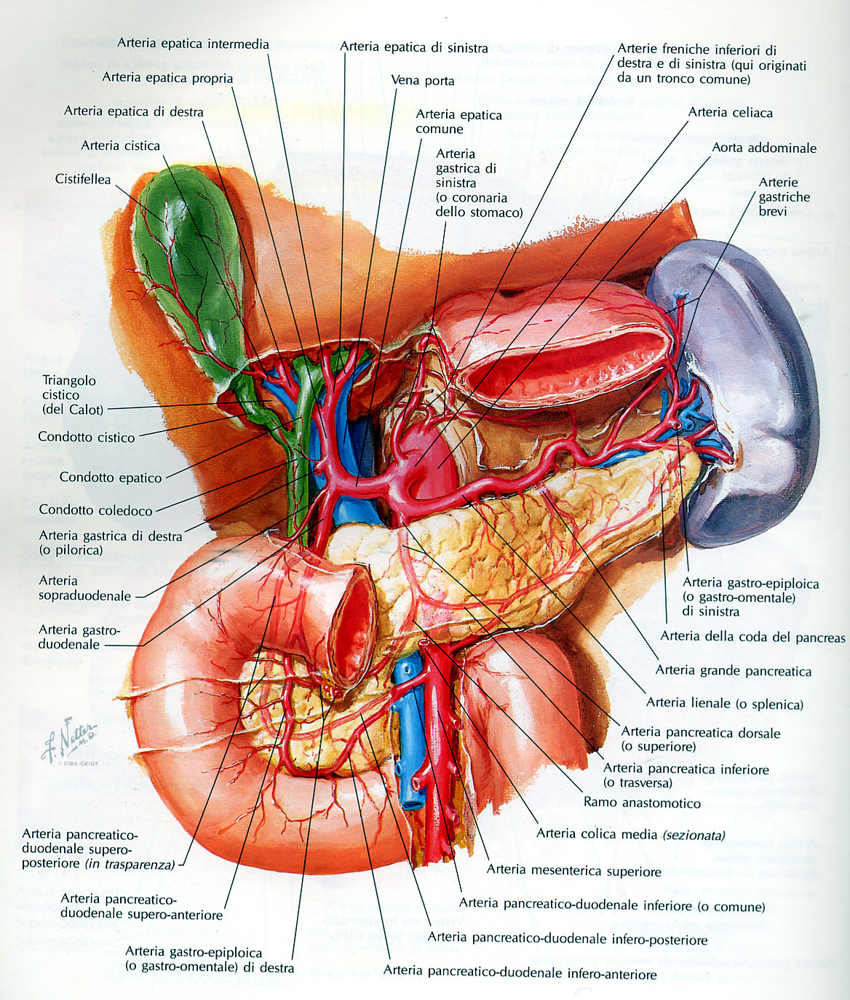 Arteria epatica intermedia
Arteria epatica di sinistra
Arterie freniche inferiori di
destra e di sinistra (qui originati
da un tronco comune)
Arteria epatica propria
Vena porta
Arteria epatica di destra
Arteria epatica
comune
Arteria celiaca
Arteria cistica
Arteria
gastrica di
sinistra
(o coronaria
dello stomaco)
Aorta addominale
Cistifellea
Arterie
gastriche
brevi
Triangolo
cistico
(del Calot)
Condotto cistico
Condotto epatico
Condotto coledoco
Arteria gastrica di destra
(o pilorica)
Arteria
sopraduodenale
Arteria gastro-
duodenale
Arteria gastro-epiploica
(o gastro-omentale)
di sinistra
Arteria della coda del pancreas
Arteria grande pancreatica
Arteria lienale (o splenica)
Arteria pancreatica dorsale
(o superiore)
Arteria pancreatica inferiore
(o trasversa)
Ramo anastomotico
Arteria colica media (sezionata)
Arteria mesenterica superiore
Arteria pancreatico-duodenale inferiore (o comune)
Arteria pancreatico-duodenale infero-posteriore
Arteria pancreatico-duodenale infero-anteriore
F. Netter
M.D.
© CIBA-GEIGY
Arteria pancreatico-
duodenale supero-
posteriore (in trasparenza)
Arteria pancreatico-
duodenale supero-anteriore
Arteria gastro-epiploica
(o gastro-omentale) di destra